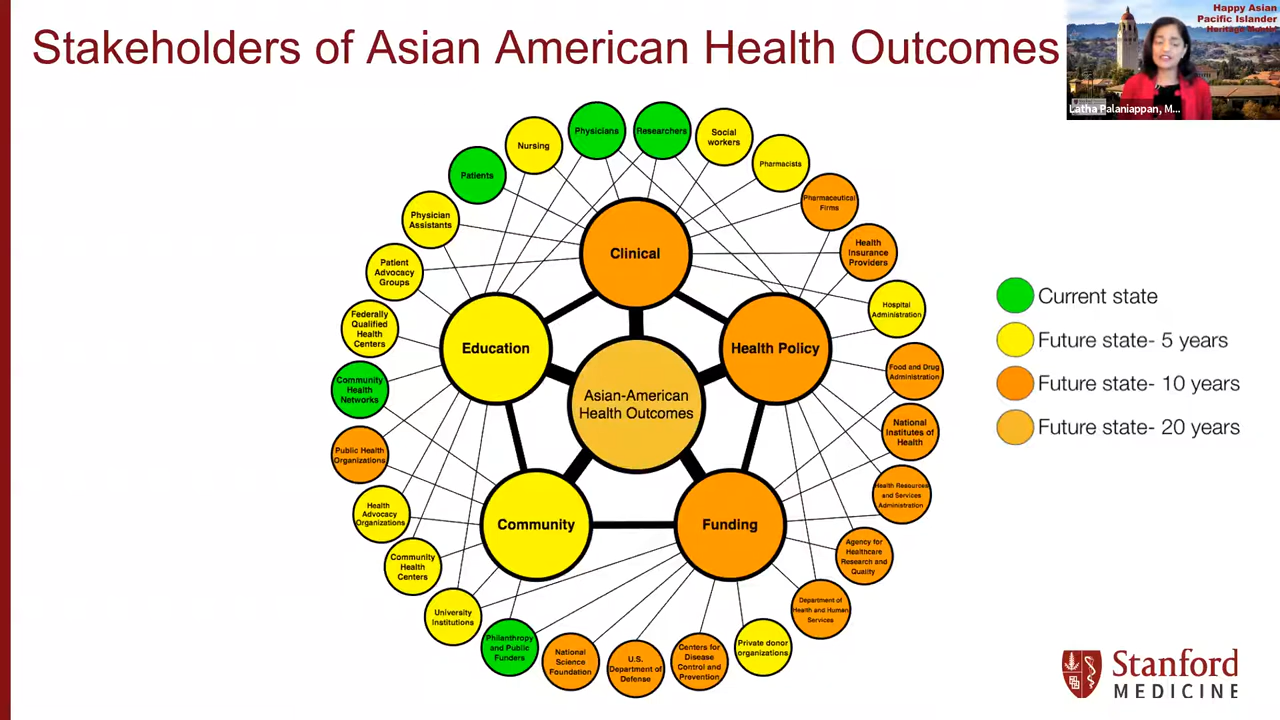 Stakeholders of Asian American Health Outcomes
Happy Asian
Pacific Islander
Heritage Month!
Latha Palaniappan, M...
Physicians
Researchers
Social
workers
Pharmacists
Pharmaceutical
Firms
Health
Insurance
Providers
Hospital
Administration
Food and Drug
Administration
National
Institutes of
Health
Health Resources
and Services
Administration
Agency for
Healthcare
Research and
Quality
Department of
Health and Human
Services
Private donor
organizations
Centers for
Disease
Control and
Prevention
U.S.
Department of
Defense
National
Science
Foundation
Philanthropy
and Public
Funders
University
Institutions
Community
Health
Centers
Health
Advocacy
Organizations
Public Health
Organizations
Community
Health
Networks
Federally
Qualified
Health
Centers
Patient
Advocacy
Groups
Physician
Assistants
Patients
Nursing
Clinical
Education
Health Policy
Asian-American
Health Outcomes
Community
Funding
Current state
Future state- 5 years
Future state- 10 years
Future state- 20 years
Stanford
MEDICINE